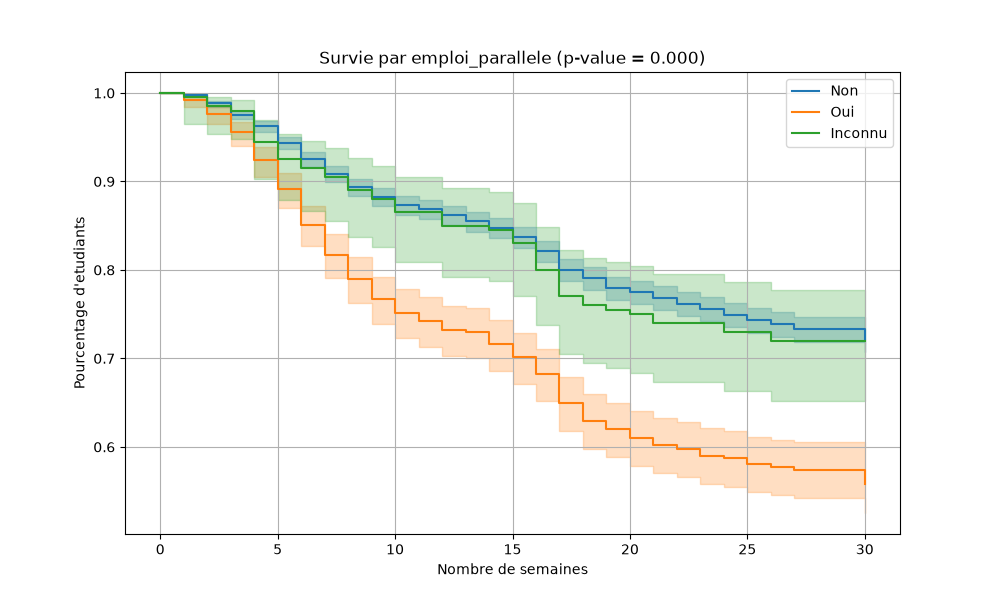 Survie par emploi_parallele (p-value = 0.000)
Non
Oui
Inconnu
1.0
0.9
0.8
0.7
0.6
Pourcentage d'etudiants
0 5 10 15 20 25 30
Nombre de semaines